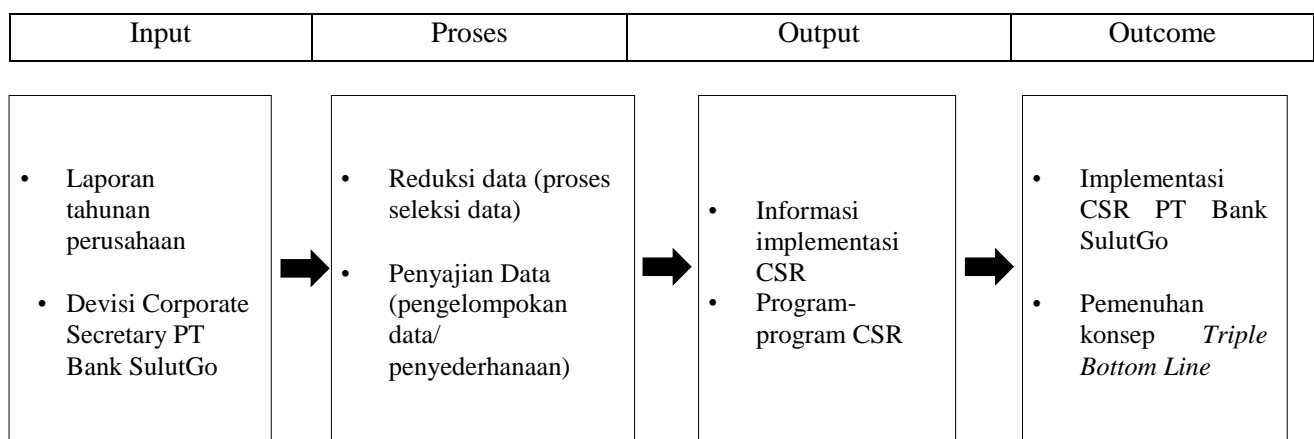 Input Proses Output Outcome
• Laporan
tahunan
perusahaan
• Devisi Corporate
Secretary PT
Bank SulutGo
• Reduksi data (proses
seleksi data)
• Penyajian Data
(pengelompokan
data/
penyederhanaan)
• Informasi
implementasi
CSR
• Program-
program CSR
• Implementasi
CSR PT Bank
SulutGo
• Pemenuhan
konsep Triple
Bottom Line